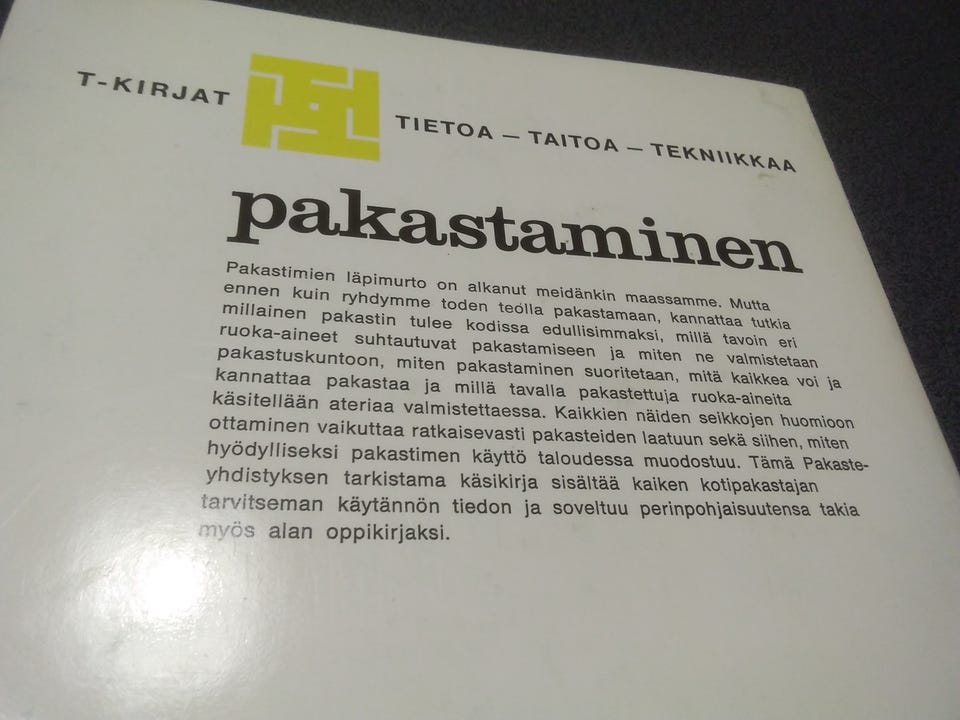 T-KIRJAT TIETOA – TAITOA – TEKNIIKKAA
pakastaminen
Pakastimien läpimurto on alkanut meidänkin maassamme. Mutta
ennen kuin ryhdymme toden teolla pakastamaan, kannattaa tutkia
millainen pakastin tulee kodissa edullisimmaksi, millä tavoin eri
ruoka-aineet suhtautuvat pakastamiseen ja miten ne valmistetaan
pakastuskuntoon, miten pakastaminen suoritetaan, mitä kaikkea voi ja
kannattaa pakastaa ja millä tavalla pakastettuja ruoka-aineita
käsitellään ateriaa valmistettaessa. Kaikkien näiden seikkojen huomioon
ottaminen vaikuttaa ratkaisevasti pakasteiden laatuun sekä siihen, miten
hyödylliseksi pakastimen käyttö taloudessa muodostuu. Tämä Pakaste-
yhdistyksen tarkistama käsikirja sisältää kaiken kotipakastajan
tarvitseman käytännön tiedon ja soveltuu perinpohjaisuutensa takia
myös alan oppikirjaksi.